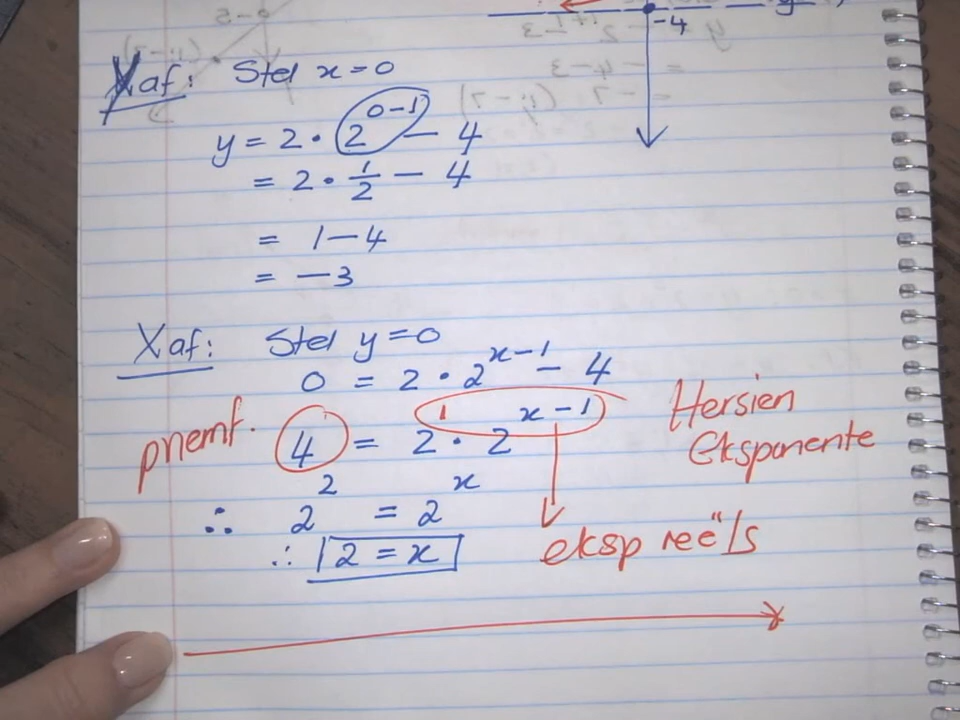 -4
Xaf: Stel x=0
y = 2 · 2^(0-1) - 4
= 2 · 1/2 - 4
= 1 - 4
= -3
Xaf: Stel y=0
0 = 2 · 2^(x-1) - 4
priemf. 4 = 2^1 · 2^(x-1) Hersien
Eksponente
∴ 2^2 = 2^x
∴ 2 = x
eksp reëls